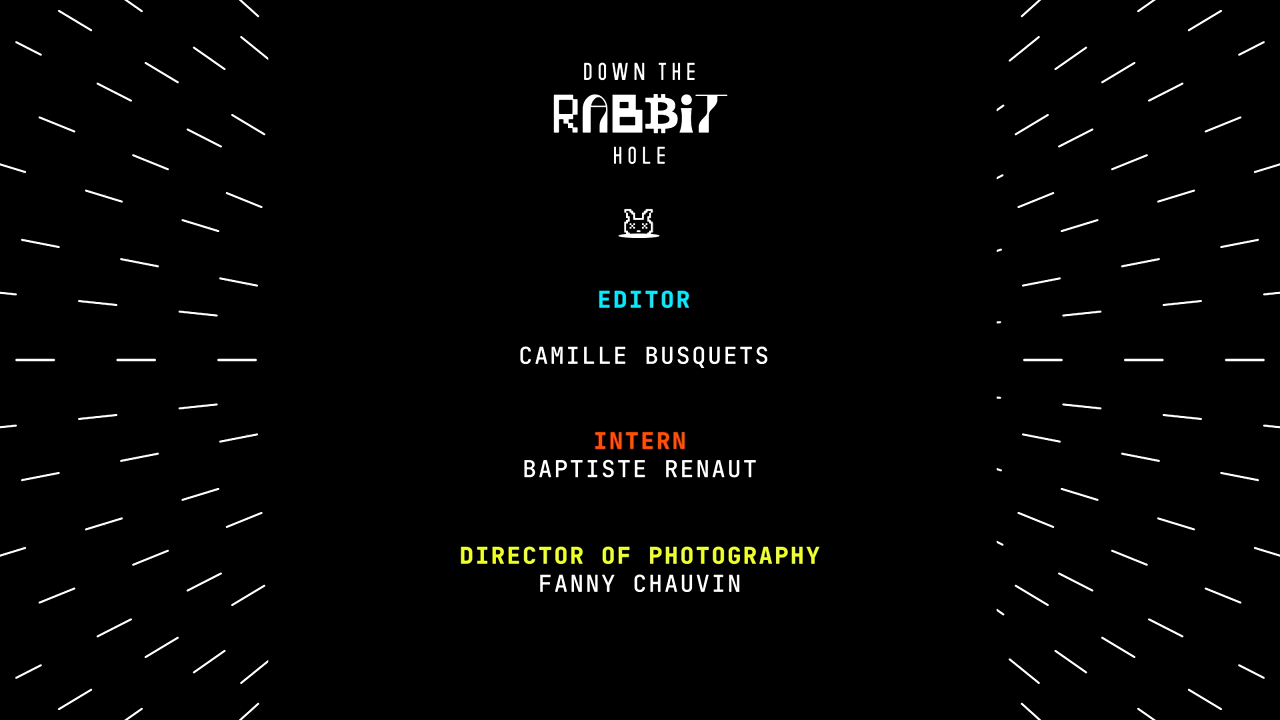 DOWN THE
RABBiT
HOLE
EDITOR
CAMILLE BUSQUETS
INTERN
BAPTISTE RENAUT
DIRECTOR OF PHOTOGRAPHY
FANNY CHAUVIN